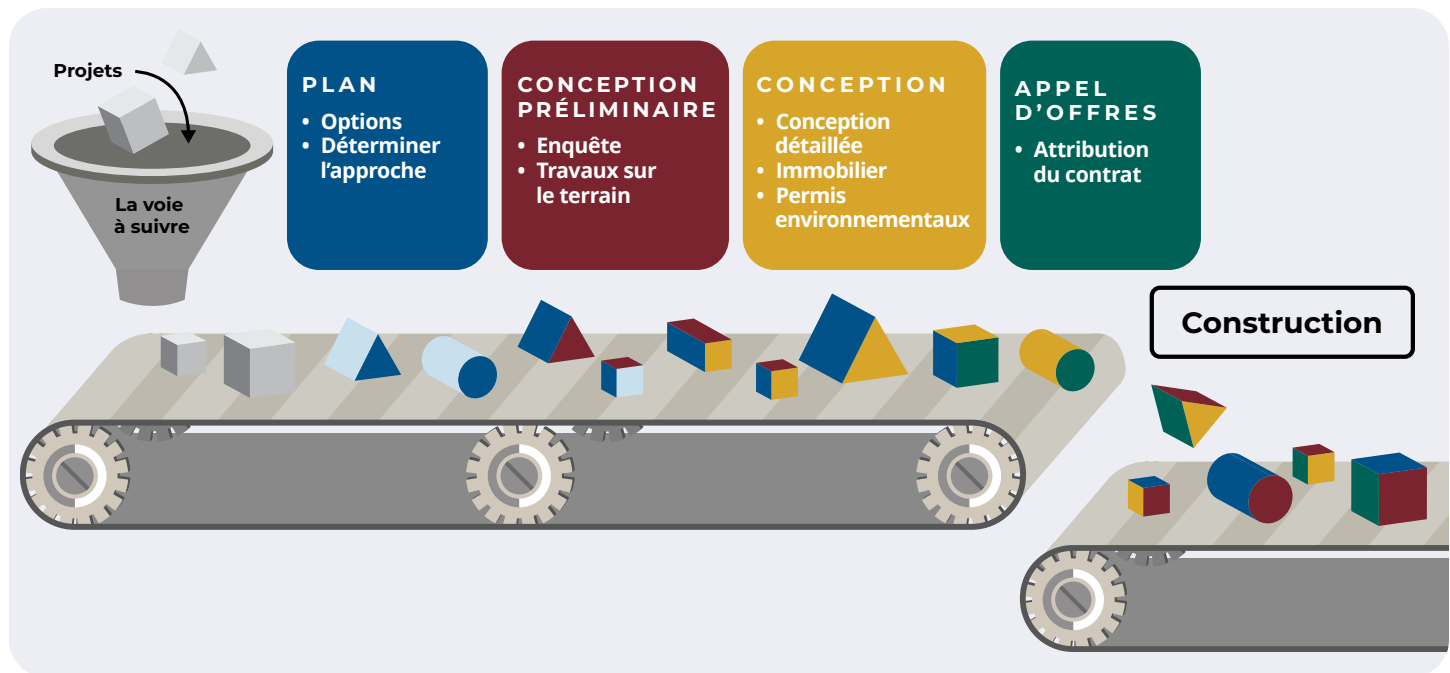 Projets
La voie
à suivre
PLAN
• Options
• Déterminer
l’approche
CONCEPTION
PRÉLIMINAIRE
• Enquête
• Travaux sur
le terrain
CONCEPTION
• Conception
détaillée
• Immobilier
• Permis
environnementaux
APPEL
D’OFFRES
• Attribution
du contrat
Construction